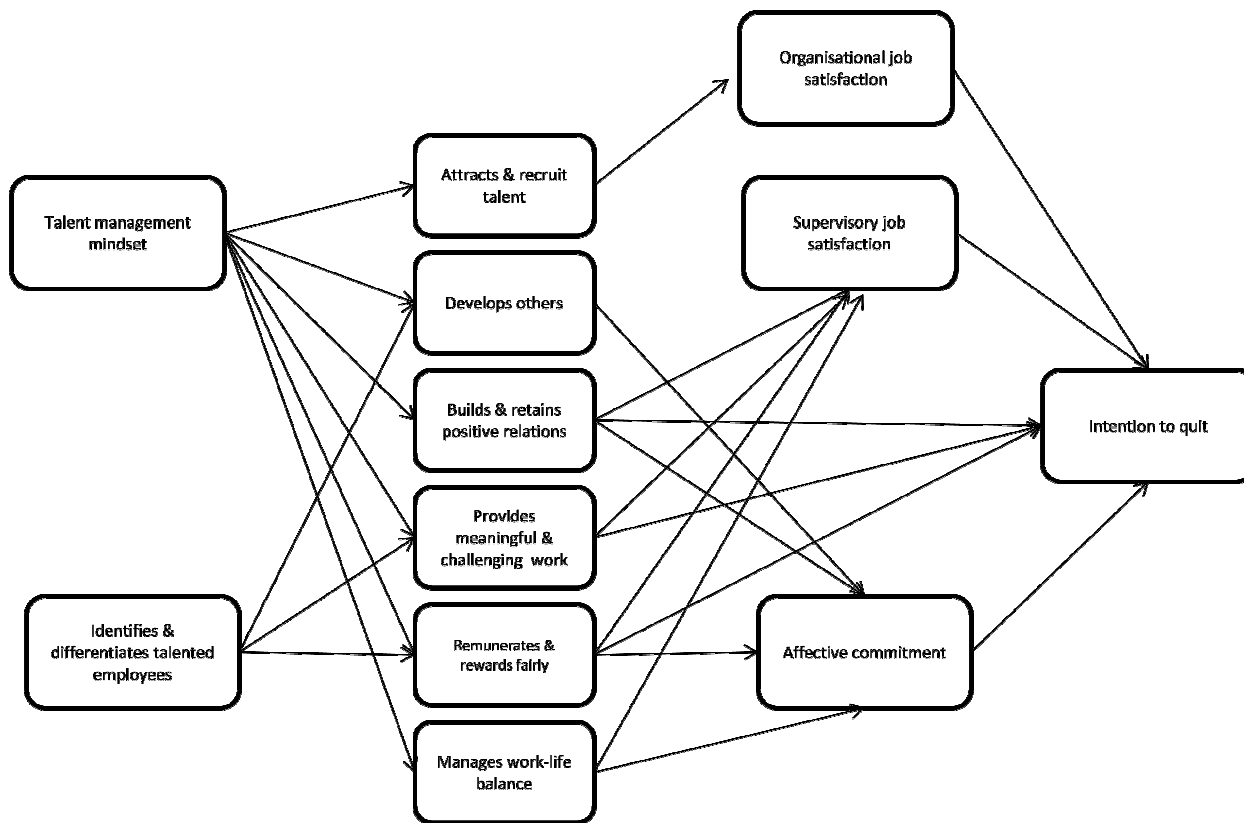 Organisational job
satisfaction
Attracts & recruit
talent
Talent management
mindset
Supervisory job
satisfaction
Develops others
Builds & retains
positive relations
Intention to quit
Provides
meaningful &
challenging work
Identifies &
differentiates talented
employees
Remunerates &
rewards fairly
Affective commitment
Manages work-life
balance